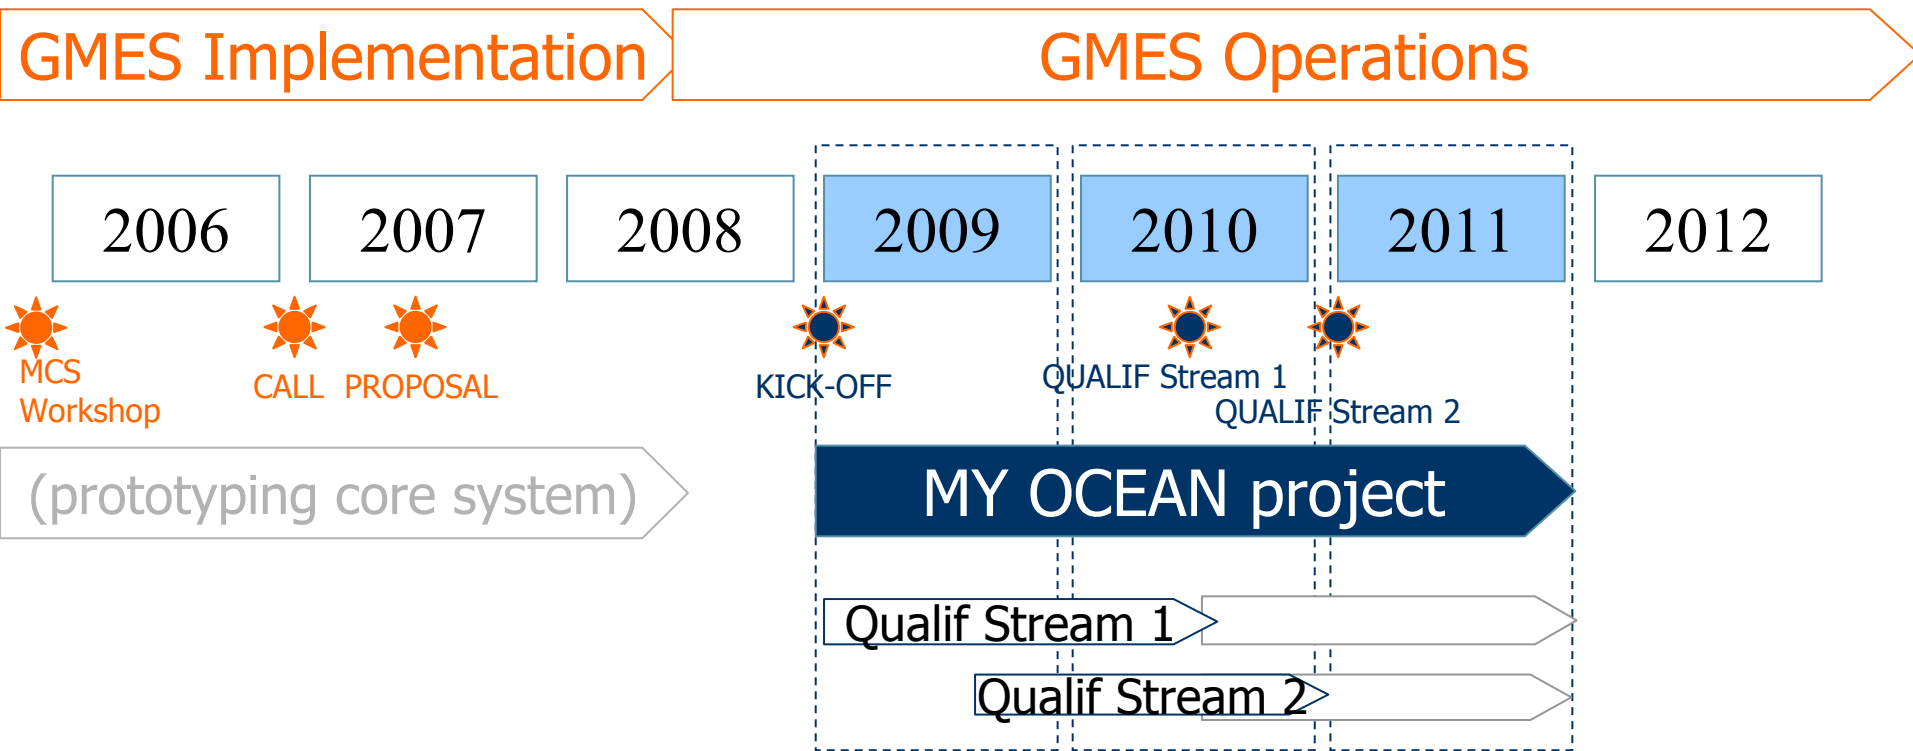 GMES Implementation
GMES Operations
2006
2007
2008
2009
2010
2011
2012
MCS
Workshop
CALL
PROPOSAL
KICK-OFF
QUALIF Stream 1
QUALIF Stream 2
(prototyping core system)
MY OCEAN project
Qualif Stream 1
Qualif Stream 2